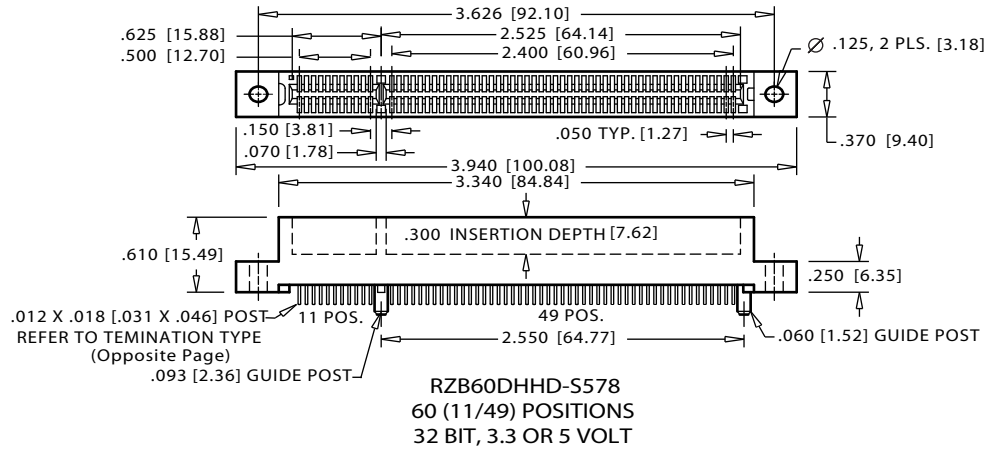 3.626 [92.10]
.625 [15.88]
2.525 [64.14]
.500 [12.70]
2.400 [60.96]
Ø .125, 2 PLS. [3.18]
.150 [3.81]
.050 TYP. [1.27]
.370 [9.40]
.070 [1.78]
3.940 [100.08]
3.340 [84.84]
.300 INSERTION DEPTH [7.62]
.610 [15.49]
.250 [6.35]
.012 X .018 [.031 X .046] POST
11 POS.
49 POS.
REFER TO TEMINATION TYPE
2.550 [64.77]
.060 [1.52] GUIDE POST
(Opposite Page)
.093 [2.36] GUIDE POST
RZB60DHHD-S578
60 (11/49) POSITIONS
32 BIT, 3.3 OR 5 VOLT